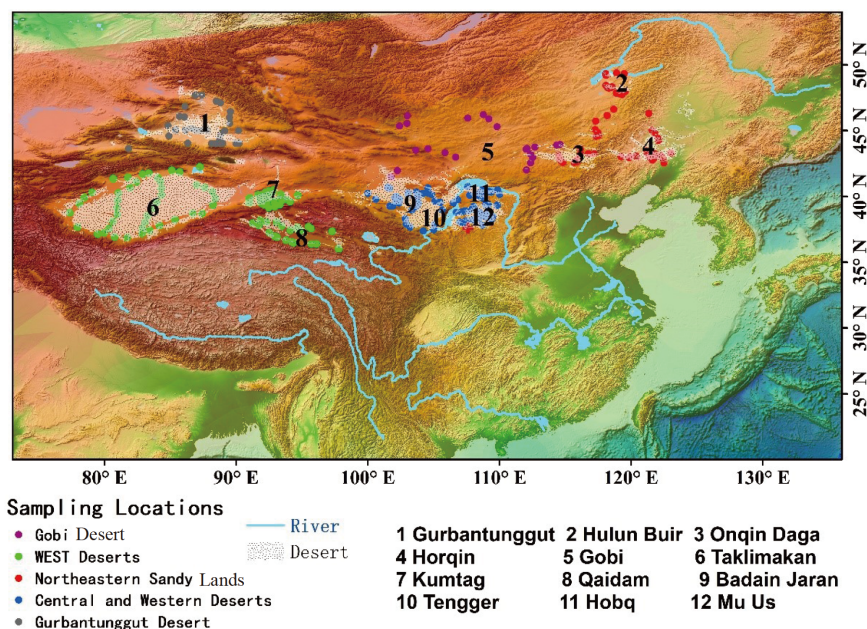 1
2
3
4
5
6
7
8
9
10
11
12
50° N
45° N
40° N
35° N
30° N
25° N
80° E 90° E 100° E 110° E 120° E 130° E
Sampling Locations
Gobi Desert
WEST Deserts
Northeastern Sandy Lands
Central and Western Deserts
Gurbantunggut Desert
River
Desert
1 Gurbantunggut 2 Hulun Buir 3 Onqin Daga
4 Horqin 5 Gobi 6 Taklimakan
7 Kumtag 8 Qaidam 9 Badain Jaran
10 Tengger 11 Hobq 12 Mu Us